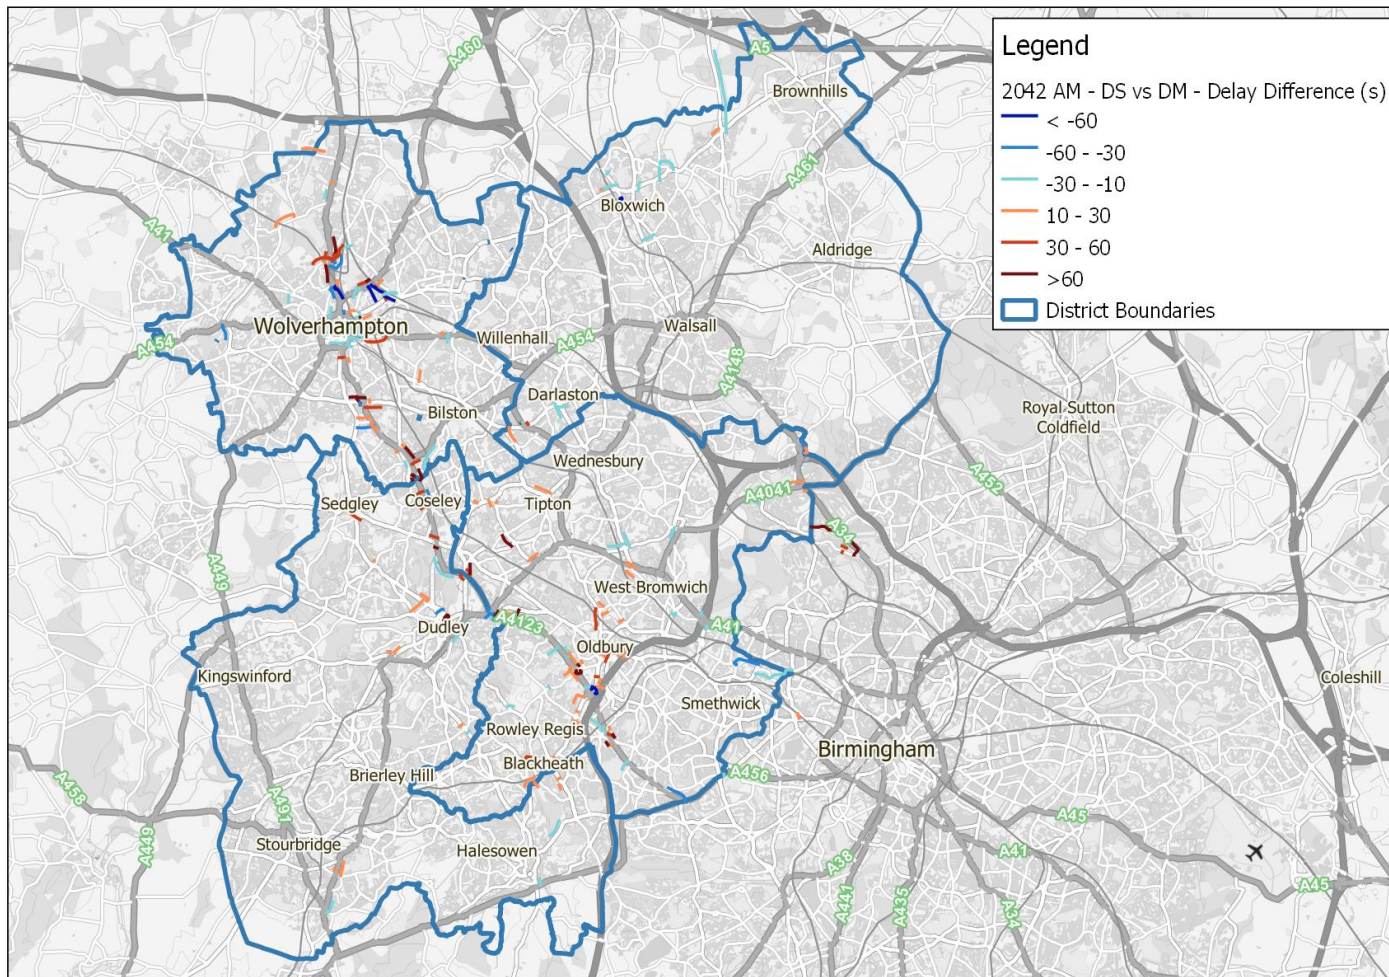 Legend
2042 AM - DS vs DM - Delay Difference (s)
< -60
-60 - -30
-30 - -10
10 - 30
30 - 60
>60
District Boundaries
A460
A5
Brownhills
A461
Bloxwich
A41
Aldridge
Wolverhampton
A454
Willenhall
A454
Walsall
A4148
Darlaston
Bilston
Royal Sutton
Coldfield
Wednesbury
A452
A4041
Sedgley
Coseley
Tipton
A34
A449
West Bromwich
A4123
A41
Dudley
Oldbury
Kingswinford
Coleshill
Smethwick
Rowley Regis
Birmingham
Blackheath
Brierley Hill
A456
A458
A491
A45
A449
Stourbridge
Halesowen
A38
A41
A45
A441
A435
A34